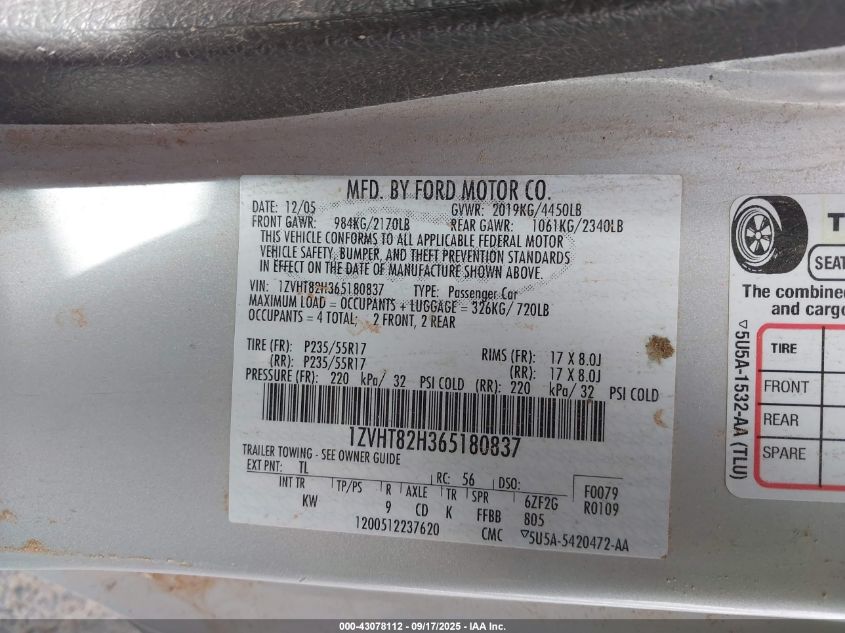 MFD. BY FORD MOTOR CO.
DATE: 12/05 GVWR: 2019KG/4450LB
FRONT GAWR: 984KG/2170LB REAR GAWR: 1061KG/2340LB
THIS VEHICLE CONFORMS TO ALL APPLICABLE FEDERAL MOTOR
VEHICLE SAFETY, BUMPER, AND THEFT PREVENTION STANDARDS
IN EFFECT ON THE DATE OF MANUFACTURE SHOWN ABOVE.
VIN: 1ZVHT82H365180837 TYPE: Passenger Car
MAXIMUM LOAD = OCCUPANTS + LUGGAGE = 326KG/ 720LB
OCCUPANTS = 4 TOTAL: 2 FRONT, 2 REAR
TIRE (FR): P235/55R17 RIMS (FR): 17 X 8.0J
(RR): P235/55R17 (RR): 17 X 8.0J
PRESSURE (FR): 220 kPa/ 32 PSI COLD (RR): 220 kPa/ 32 PSI COLD
1ZVHT82H365180837
TRAILER TOWING - SEE OWNER GUIDE
EXT PNT: TL RC: 56 DSO: F0079
INT TR TP/PS R AXLE TR SPR 6ZF2G R0109
KW 9 CD K FFBB 805
1200512237620 CMC ▽5U5A-5420472-AA
T
SEAT
The combined
and cargo
TIRE
FRONT
REAR
SPARE
▽5U5A-1532-AA (TLU)
000-43078112 - 09/17/2025 - IAA Inc.